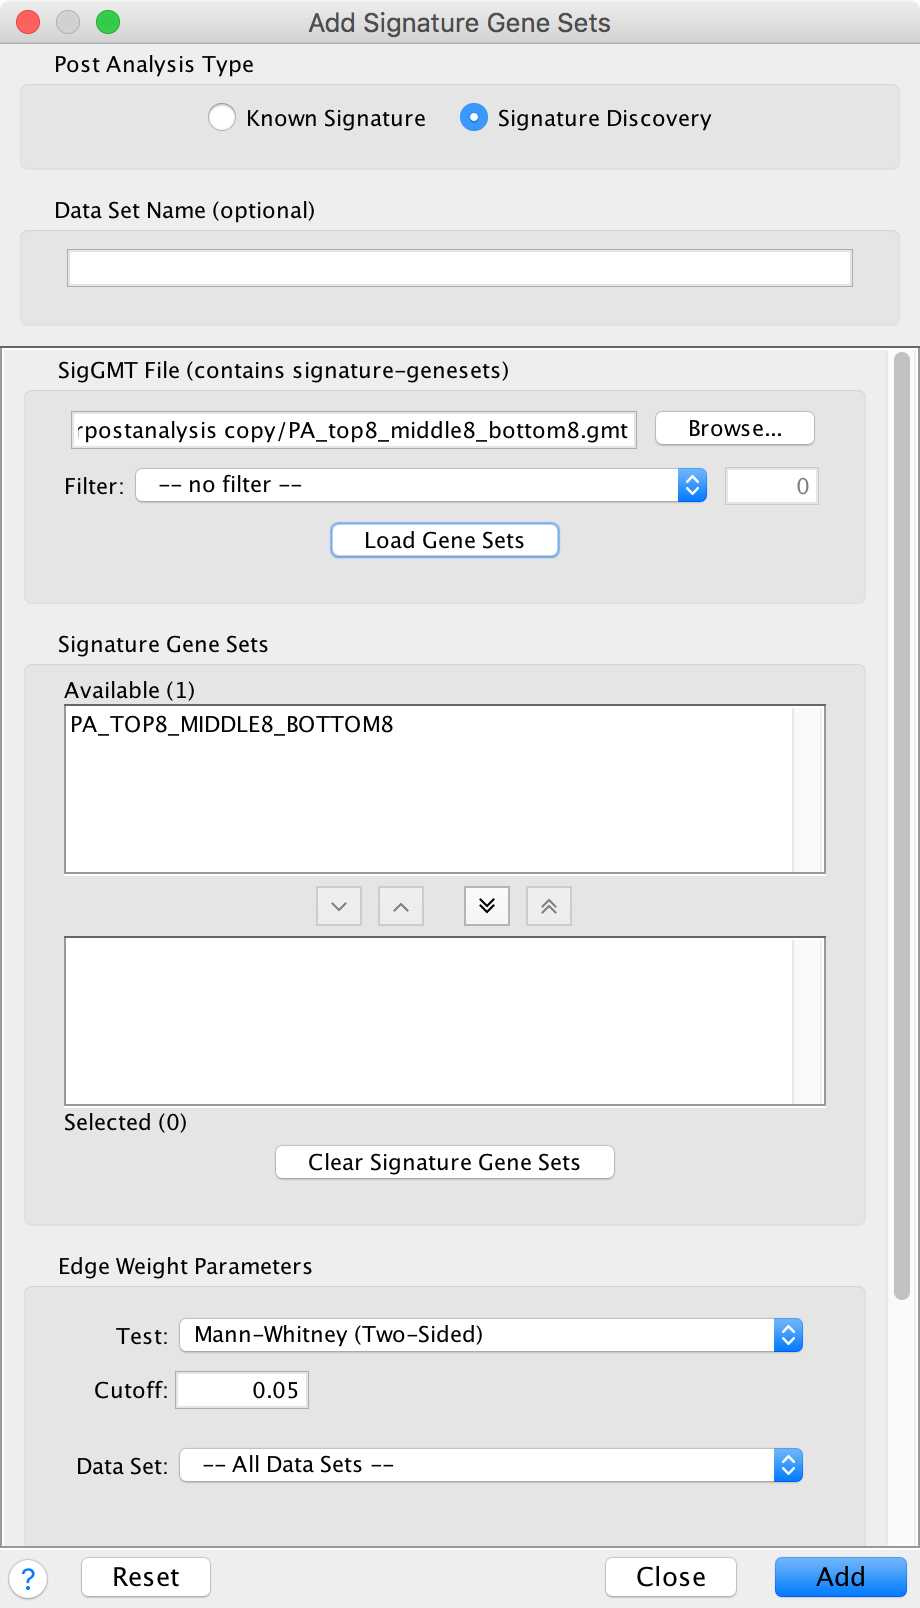 Add Signature Gene Sets
Post Analysis Type
Known Signature Signature Discovery
Data Set Name (optional)
SigGMT File (contains signature-genesets)
rpostanalysis copy/PA_top8_middle8_bottom8.gmt Browse...
Filter: -- no filter -- 0
Load Gene Sets
Signature Gene Sets
Available (1)
PA_TOP8_MIDDLE8_BOTTOM8
Selected (0)
Clear Signature Gene Sets
Edge Weight Parameters
Test: Mann-Whitney (Two-Sided)
Cutoff: 0.05
Data Set: -- All Data Sets --
? Reset Close Add